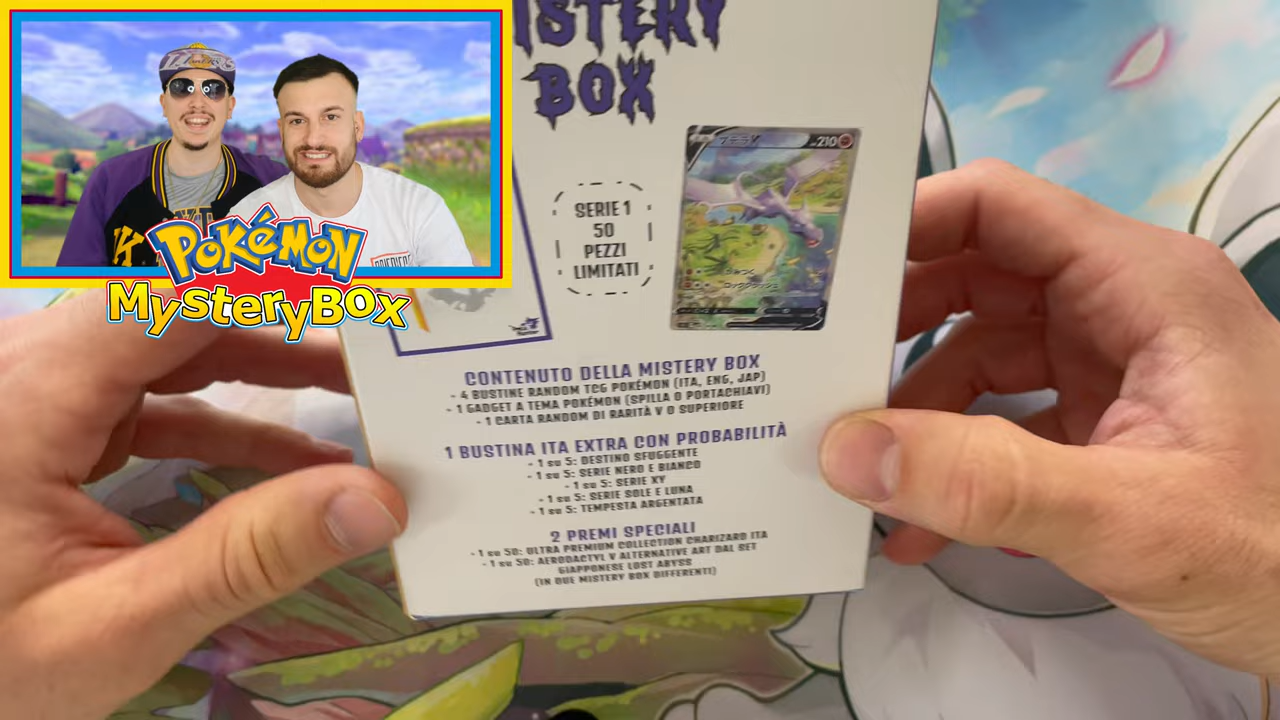 MISTERY
BOX
アテラV
210
SERIE 1
50
PEZZI
LIMITATI
Pokémon
MysteryBox
CONTENUTO DELLA MISTERY BOX
- 4 BUSTINE RANDOM TCG POKÉMON (ITA, ENG, JAP)
- 1 GADGET A TEMA POKÉMON (SPILLA O PORTACHIAVI)
- 1 CARTA RANDOM DI RARITÀ V O SUPERIORE
1 BUSTINA ITA EXTRA CON PROBABILITÀ
- 1 su 5: DESTINO SFUGGENTE
- 1 su 5: SERIE NERO E BIANCO
- 1 su 5: SERIE XY
- 1 su 5: SERIE SOLE E LUNA
- 1 su 5: TEMPESTA ARGENTATA
2 PREMI SPECIALI
- 1 su 50: ULTRA PREMIUM COLLECTION CHARIZARD ITA
- 1 su 50: AERODACTYL V ALTERNATIVE ART DAL SET
GIAPPONESE LOST ABYSS
(IN DUE MISTERY BOX DIFFERENTI)